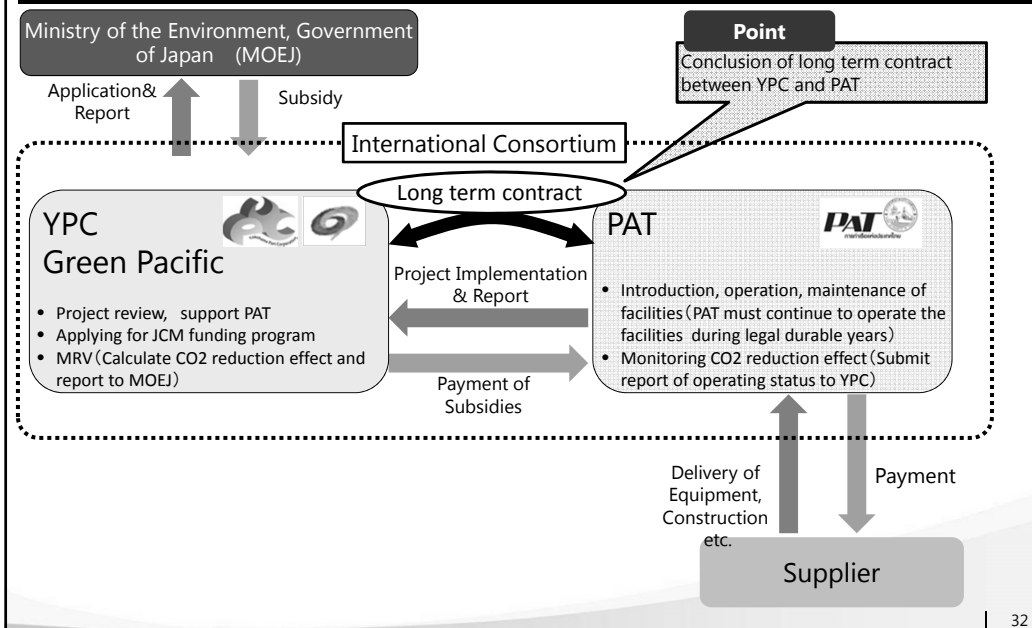 Ministry of the Environment, Government
of Japan (MOEJ)
Point
Conclusion of long term contract
between YPC and PAT
Application&
Report
Subsidy
International Consortium
Long term contract
YPC
Green Pacific
• Project review, support PAT
• Applying for JCM funding program
• MRV(Calculate CO2 reduction effect and
report to MOEJ)
Project Implementation
& Report
Payment of
Subsidies
PAT
PAT
• Introduction, operation, maintenance of
facilities(PAT must continue to operate the
facilities during legal durable years)
• Monitoring CO2 reduction effect(Submit
report of operating status to YPC)
Delivery of
Equipment,
Construction
etc.
Payment
Supplier
32